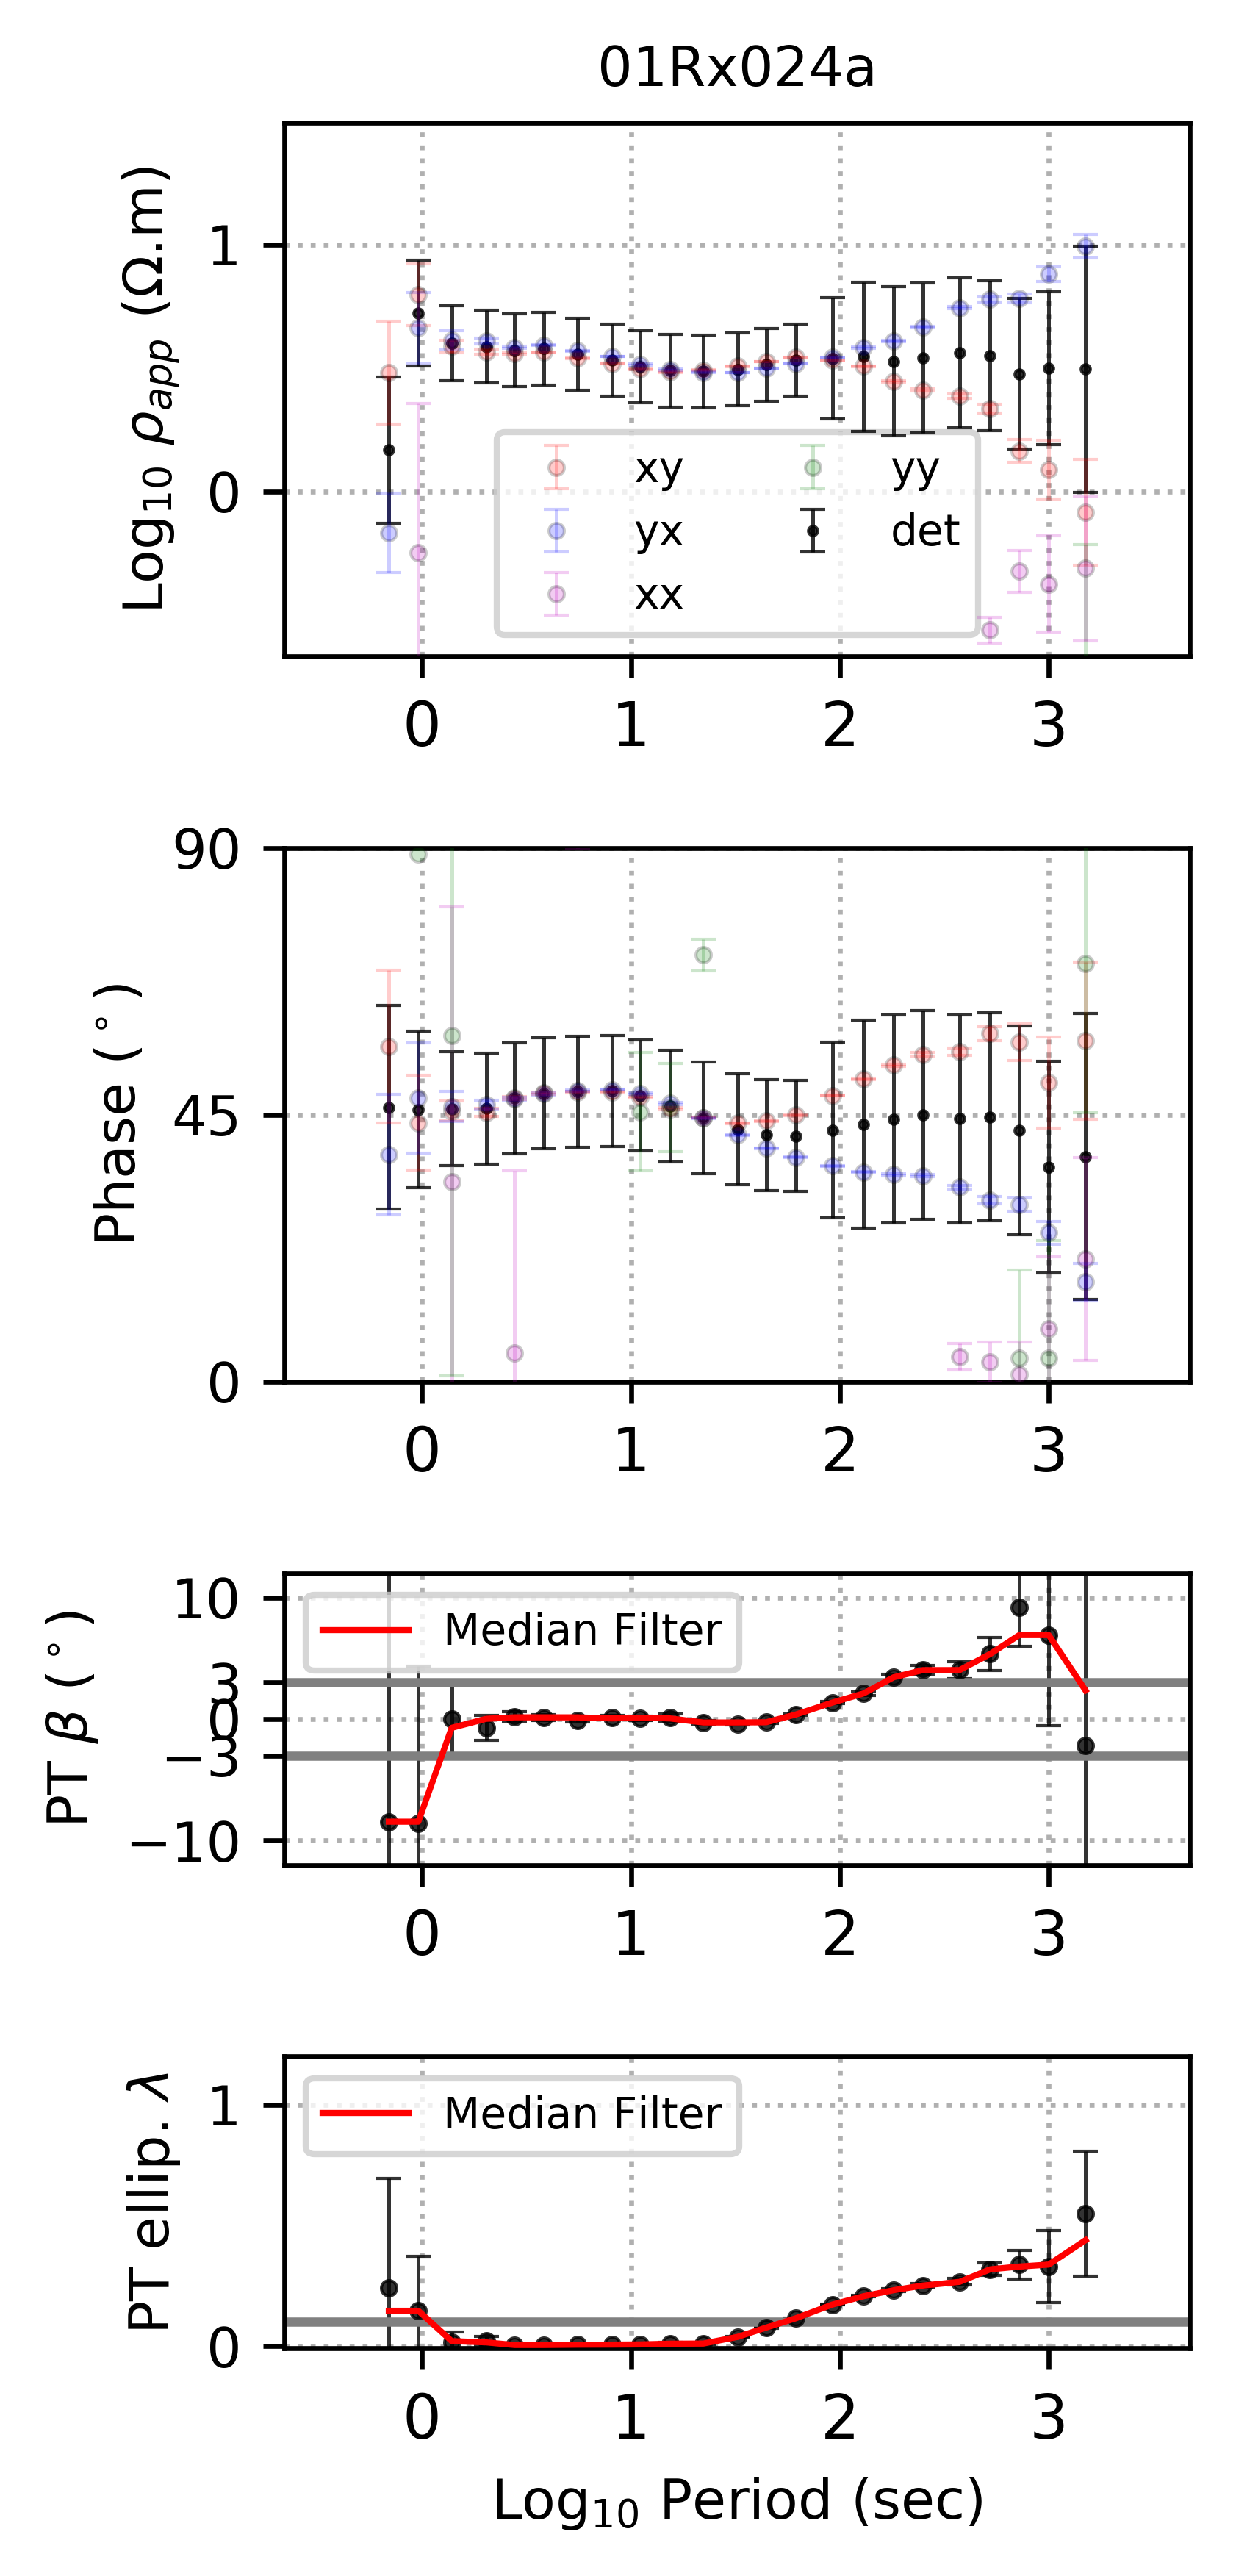 01Rx024a
Log₁₀ ρₐₚₚ (Ω.m)
1
0
xy
yx
xx
yy
det
0 1 2 3
Phase (°)
90
45
0
0 1 2 3
PT β (°)
10
3
0
−3
−10
Median Filter
0 1 2 3
PT ellip. λ
1
0
Median Filter
0 1 2 3
Log₁₀ Period (sec)